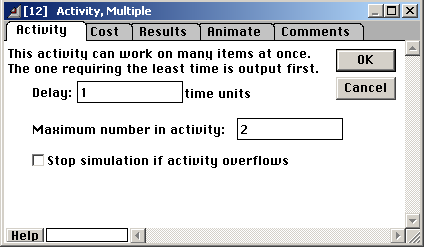 [12] Activity, Multiple
Activity Cost Results Animate Comments
This activity can work on many items at once.
The one requiring the least time is output first.
OK
Cancel
Delay: 1 time units
Maximum number in activity: 2
Stop simulation if activity overflows
Help